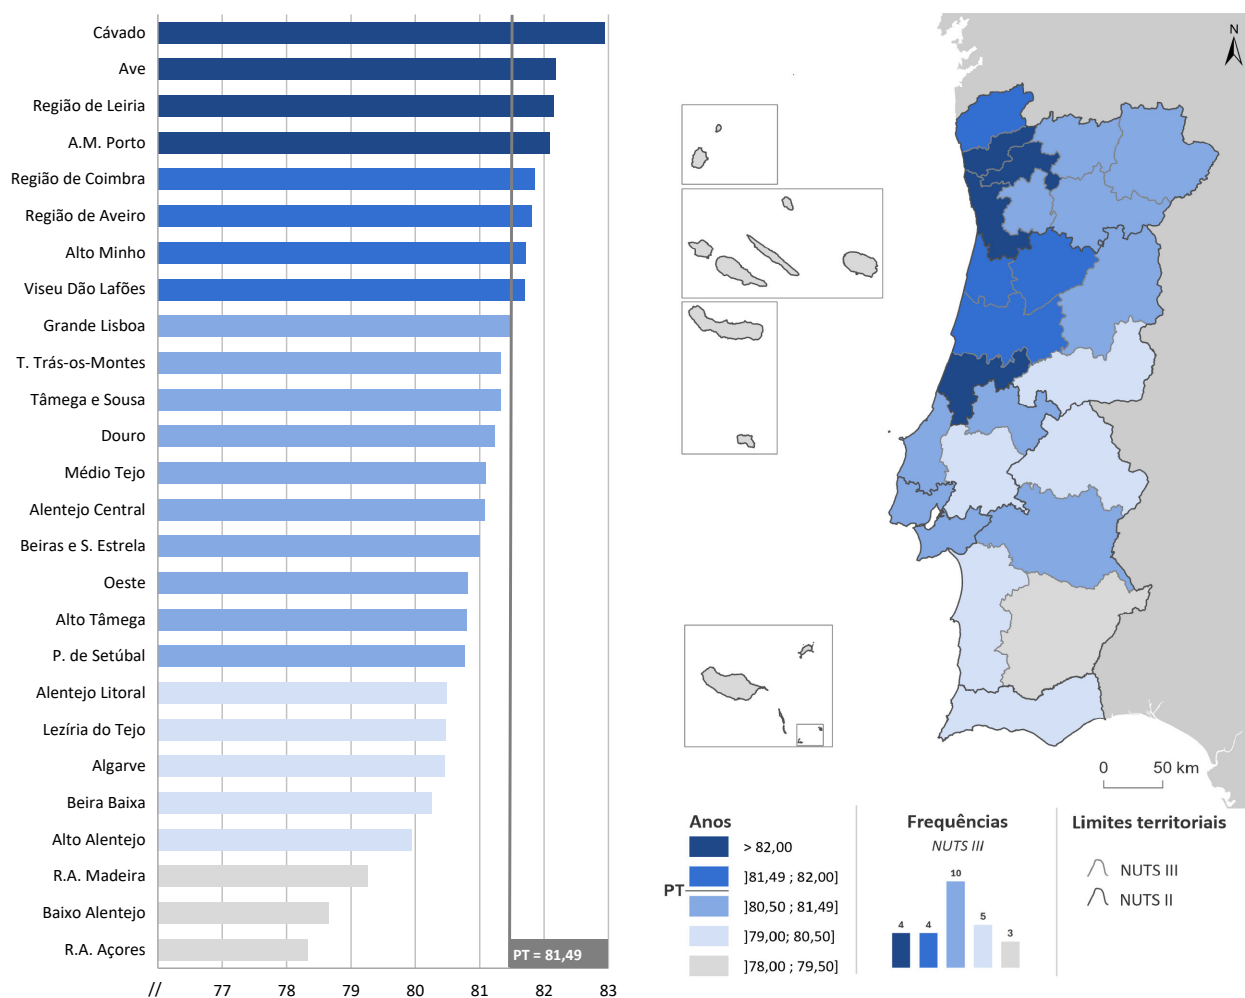 Cávado
Ave
Região de Leiria
A.M. Porto
Região de Coimbra
Região de Aveiro
Alto Minho
Viseu Dão Lafões
Grande Lisboa
T. Trás-os-Montes
Tâmega e Sousa
Douro
Médio Tejo
Alentejo Central
Beiras e S. Estrela
Oeste
Alto Tâmega
P. de Setúbal
Alentejo Litoral
Lezíria do Tejo
Algarve
Beira Baixa
Alto Alentejo
R.A. Madeira
Baixo Alentejo
R.A. Açores
PT = 81,49
// 77 78 79 80 81 82 83
N
0 50 km
Anos
> 82,00
]81,49 ; 82,00]
PT
]80,50 ; 81,49]
]79,00; 80,50]
]78,00 ; 79,50]
Frequências
NUTS III
4 4 10 5 3
Limites territoriais
NUTS III
NUTS II